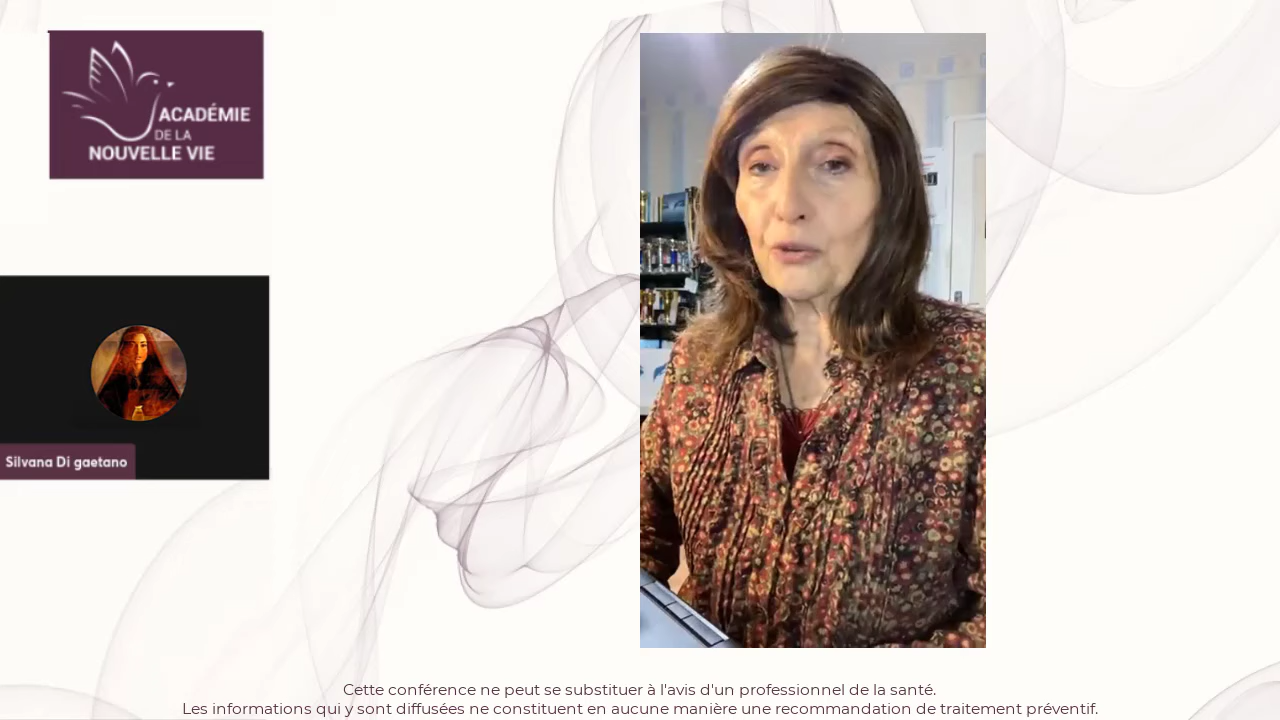 ACADÉMIE
DE LA
NOUVELLE VIE
Silvana Di gaetano
Cette conférence ne peut se substituer à l'avis d'un professionnel de la santé.
Les informations qui y sont diffusées ne constituent en aucune manière une recommandation de traitement préventif.